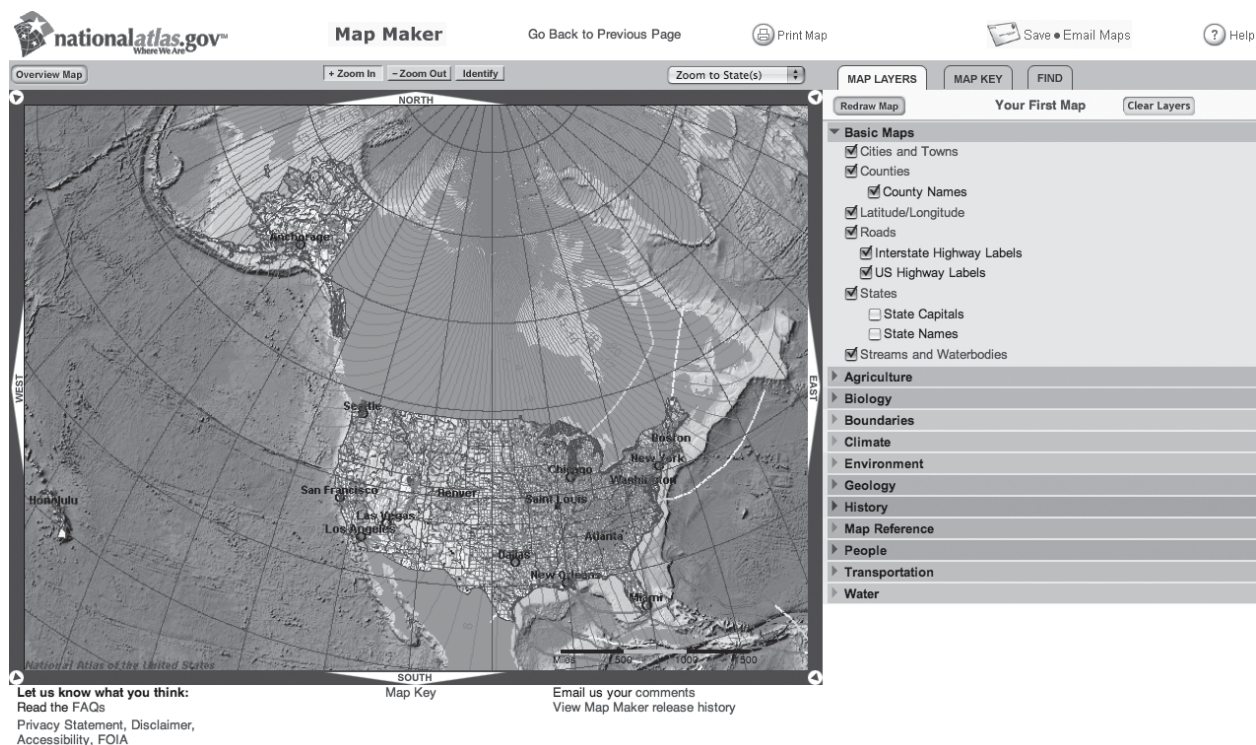 nationalatlas.gov™
Where We Are
Map Maker
Go Back to Previous Page
Print Map
Save • Email Maps
? Help
Overview Map
+ Zoom In
– Zoom Out
Identify
Zoom to State(s)
MAP LAYERS
MAP KEY
FIND
Redraw Map
Your First Map
Clear Layers
NORTH
WEST
EAST
SOUTH
Anchorage
Seattle
Boston
New York
Chicago
Washington
San Francisco
Denver
Saint Louis
Honolulu
Las Vegas
Los Angeles
Atlanta
Dallas
New Orleans
Miami
Miles 500 1000 1500
National Atlas of the United States
Basic Maps
Cities and Towns
Counties
County Names
Latitude/Longitude
Roads
Interstate Highway Labels
US Highway Labels
States
State Capitals
State Names
Streams and Waterbodies
Agriculture
Biology
Boundaries
Climate
Environment
Geology
History
Map Reference
People
Transportation
Water
Let us know what you think:
Read the FAQs
Privacy Statement, Disclaimer,
Accessibility, FOIA
Map Key
Email us your comments
View Map Maker release history